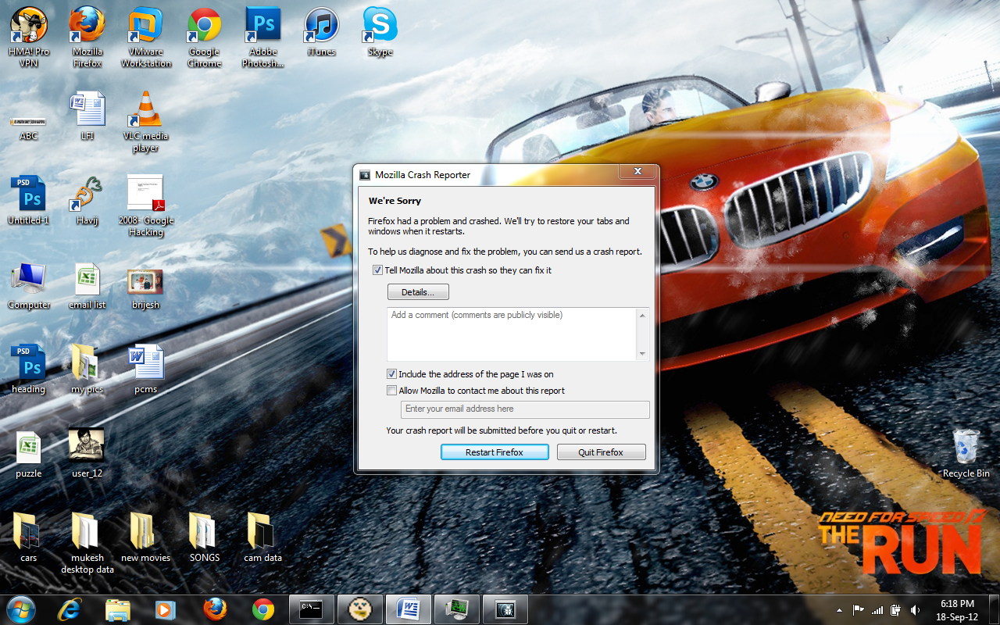 HMA! Pro
VPN
Mozilla
Firefox
VMware
Workstation
Google
Chrome
Ps
Adobe
Photosh...
iTunes
S
Skype
ABC
W
LFI
VLC media
player
PSD
Ps
Untitled-1
Havij
2008- Google
Hacking
Computer
email list
brijesh
PSD
Ps
heading
my pics
W
pcms
puzzle
user_12
cars
mukesh
desktop data
new movies
SONGS
cam data
Mozilla Crash Reporter
We're Sorry
Firefox had a problem and crashed. We'll try to restore your tabs and
windows when it restarts.
To help us diagnose and fix the problem, you can send us a crash report.
Tell Mozilla about this crash so they can fix it
Details...
Add a comment (comments are publicly visible)
Include the address of the page I was on
Allow Mozilla to contact me about this report
Enter your email address here
Your crash report will be submitted before you quit or restart.
Restart Firefox
Quit Firefox
BMW
Recycle Bin
NEED FOR SPEED
THE RUN
C:\
W
6:18 PM
18-Sep-12